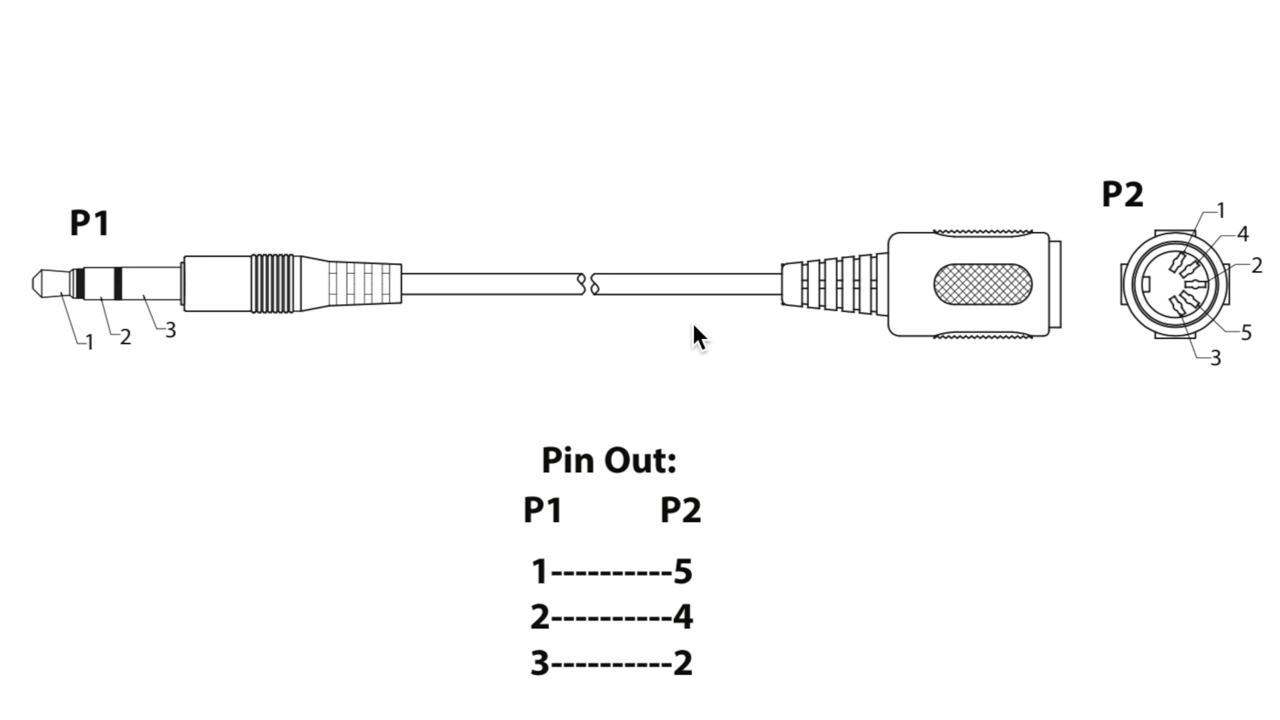 P1
1
2
3
P2
1
4
2
5
3
Pin Out:
P1 P2
1----------5
2----------4
3----------2